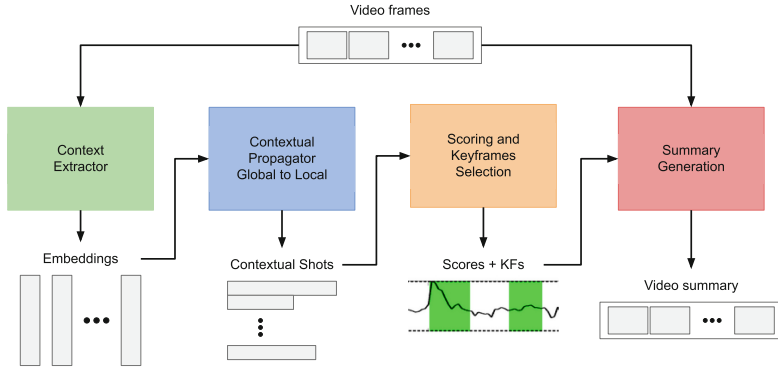 Video frames
Context
Extractor
Contextual
Propagator
Global to Local
Scoring and
Keyframes
Selection
Summary
Generation
Embeddings
Contextual Shots
Scores + KFs
Video summary